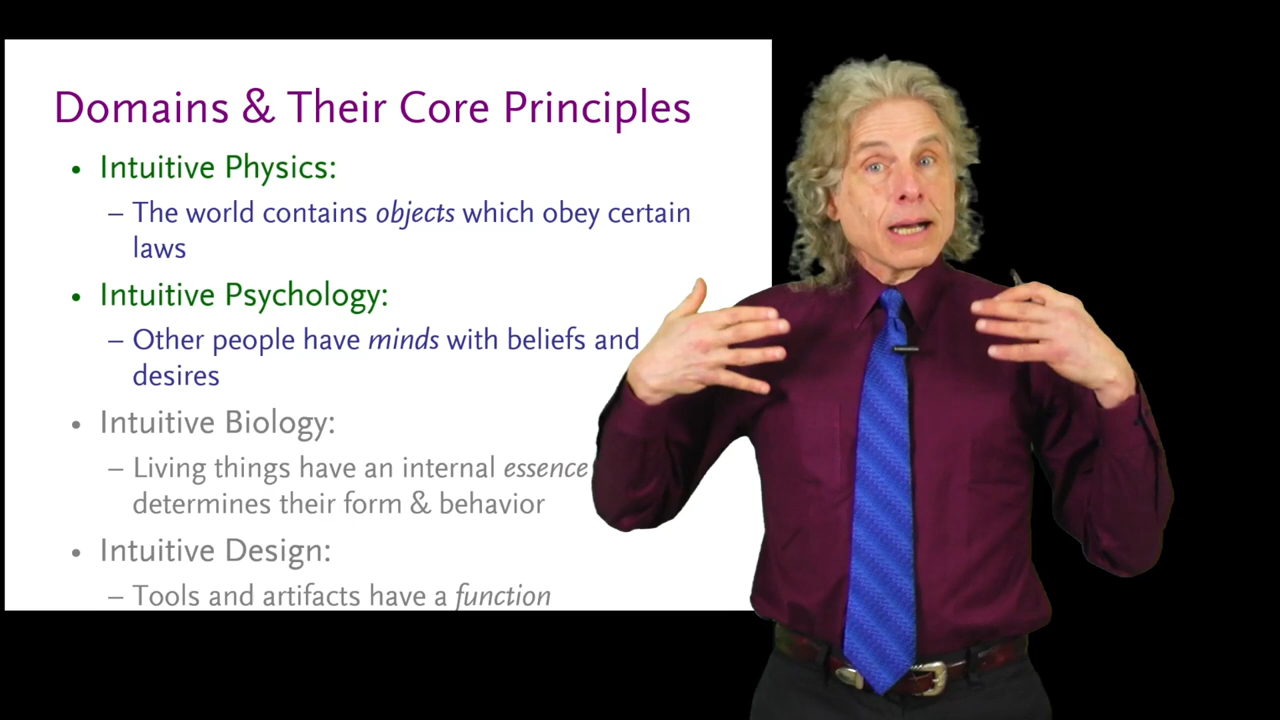 Domains & Their Core Principles
• Intuitive Physics:
– The world contains objects which obey certain
laws
• Intuitive Psychology:
– Other people have minds with beliefs and
desires
• Intuitive Biology:
– Living things have an internal essence
determines their form & behavior
• Intuitive Design:
– Tools and artifacts have a function